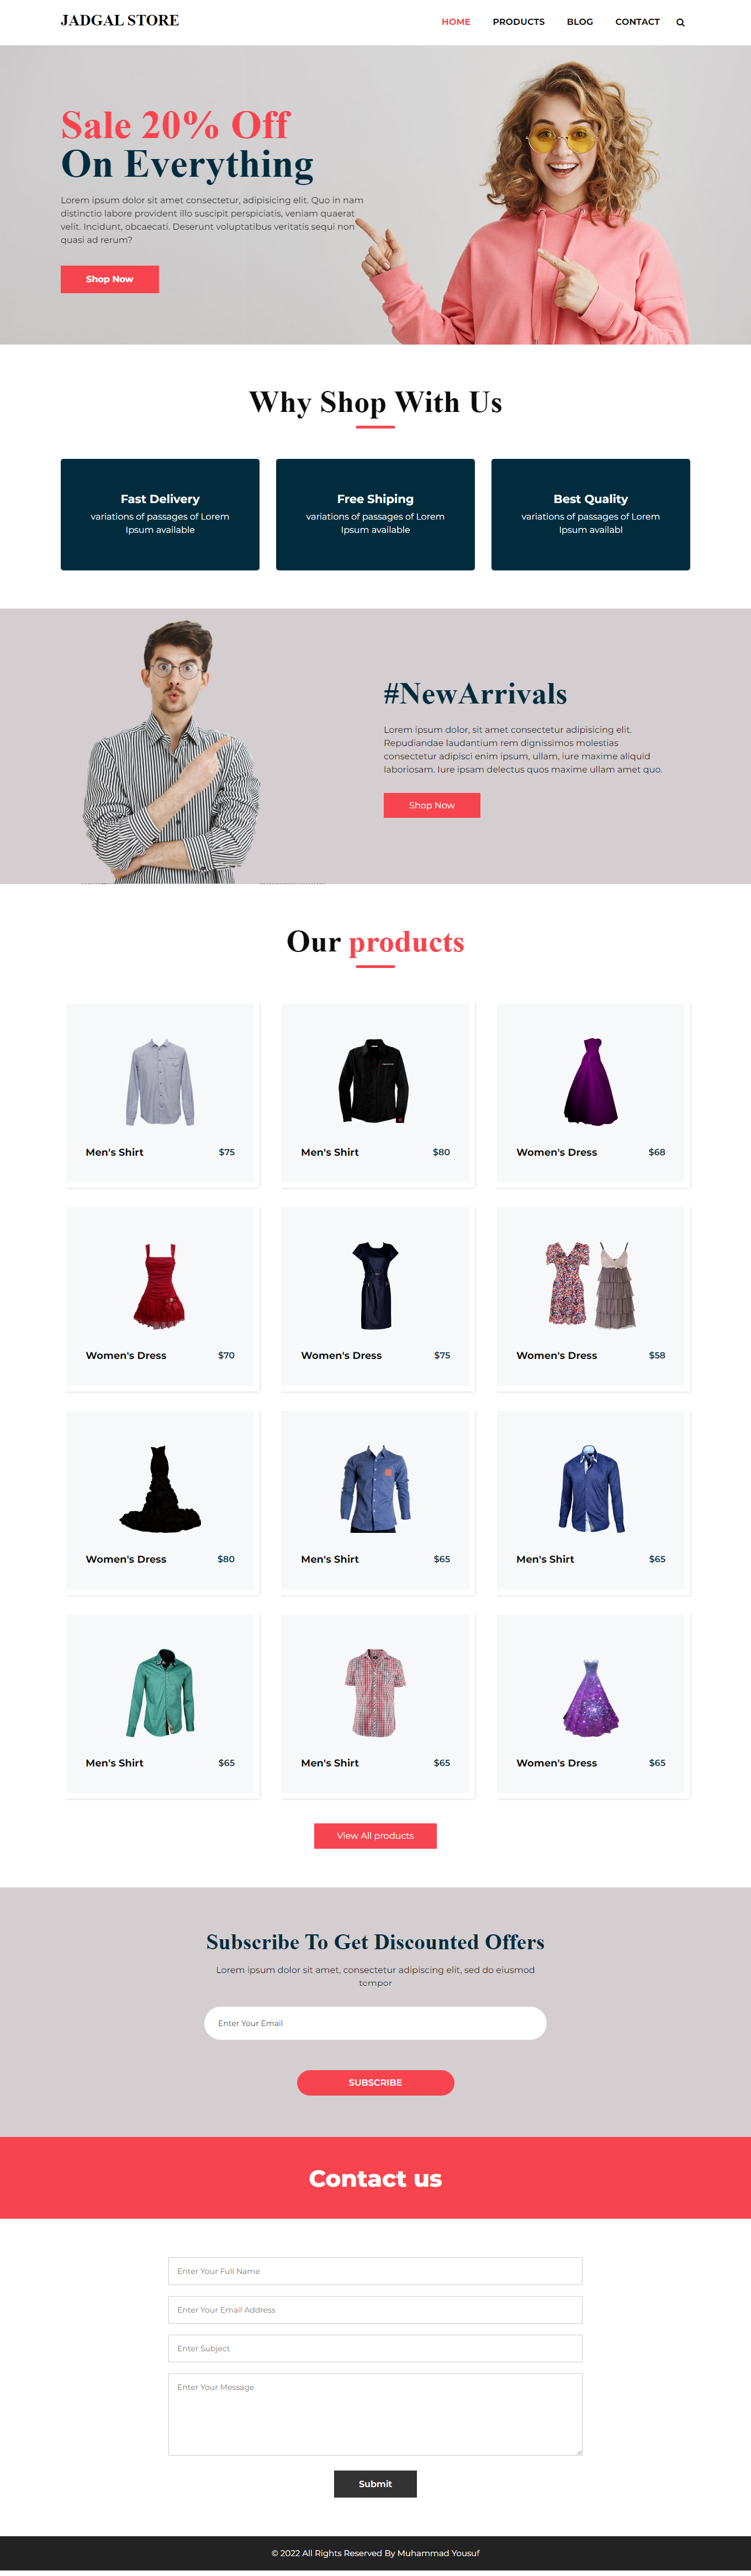 JADGAL STORE
HOME PRODUCTS BLOG CONTACT
Sale 20% Off
On Everything
Lorem ipsum dolor sit amet consectetur, adipisicing elit. Quo in nam
distinctio labore provident illo suscipit perspiciatis, veniam quaerat
velit. Incidunt, obcaecati. Deserunt voluptatibus veritatis sequi non
quasi ad rerum?
Shop Now
Why Shop With Us
Fast Delivery
variations of passages of Lorem
Ipsum available
Free Shiping
variations of passages of Lorem
Ipsum available
Best Quality
variations of passages of Lorem
Ipsum availabl
#NewArrivals
Lorem ipsum dolor, sit amet consectetur adipisicing elit.
Repudiandae laudantium rem dignissimos molestias
consectetur adipisci enim ipsum, ullam, iure maxime aliquid
laboriosam. Iure ipsam delectus quos maxime ullam amet quo.
Shop Now
Our products
Men's Shirt $75
Men's Shirt $80
Women's Dress $68
Women's Dress $70
Women's Dress $75
Women's Dress $58
Women's Dress $80
Men's Shirt $65
Men's Shirt $65
Men's Shirt $65
Men's Shirt $65
Women's Dress $65
View All products
Subscribe To Get Discounted Offers
Lorem ipsum dolor sit amet, consectetur adipiscing elit, sed do eiusmod
tempor
Enter Your Email
SUBSCRIBE
Contact us
Enter Your Full Name
Enter Your Email Address
Enter Subject
Enter Your Message
Submit
© 2022 All Rights Reserved By Muhammad Yousuf